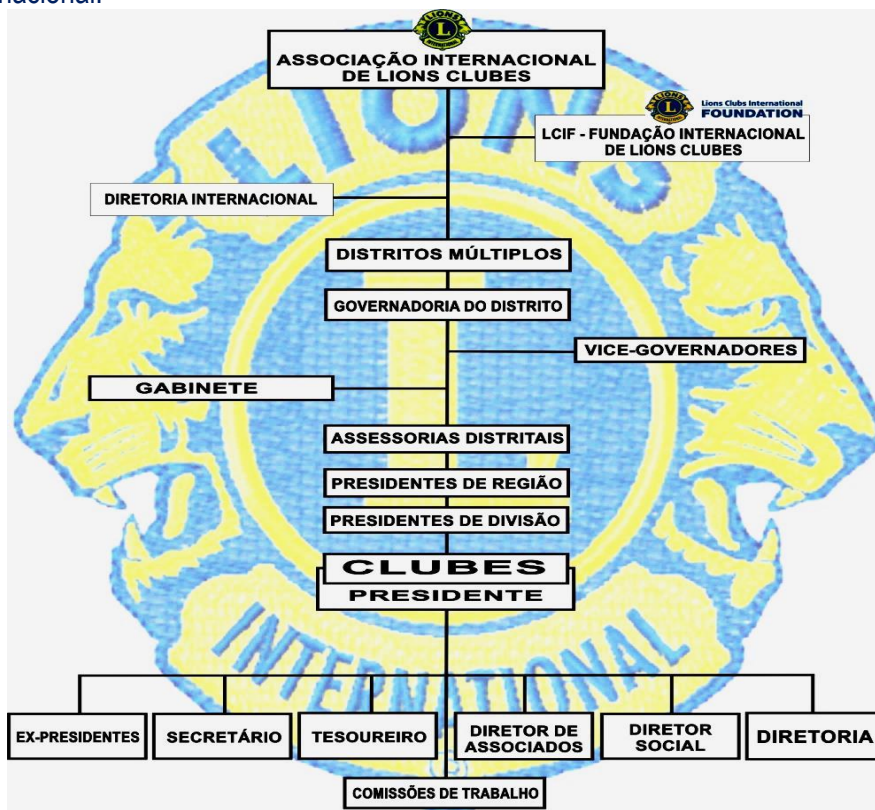 nacional.
L
ASSOCIAÇÃO INTERNACIONAL
DE LIONS CLUBES
LIONS
L
INTERNATIONAL
Lions Clubs International
FOUNDATION
LCIF - FUNDAÇÃO INTERNACIONAL
DE LIONS CLUBES
LIONS
DIRETORIA INTERNACIONAL
DISTRITOS MÚLTIPLOS
GOVERNADORIA DO DISTRITO
VICE-GOVERNADORES
GABINETE
L
ASSESSORIAS DISTRITAIS
PRESIDENTES DE REGIÃO
PRESIDENTES DE DIVISÃO
CLUBES
PRESIDENTE
INTERNATIONAL
EX-PRESIDENTES
SECRETÁRIO
TESOUREIRO
DIRETOR DE
ASSOCIADOS
DIRETOR
SOCIAL
DIRETORIA
COMISSÕES DE TRABALHO